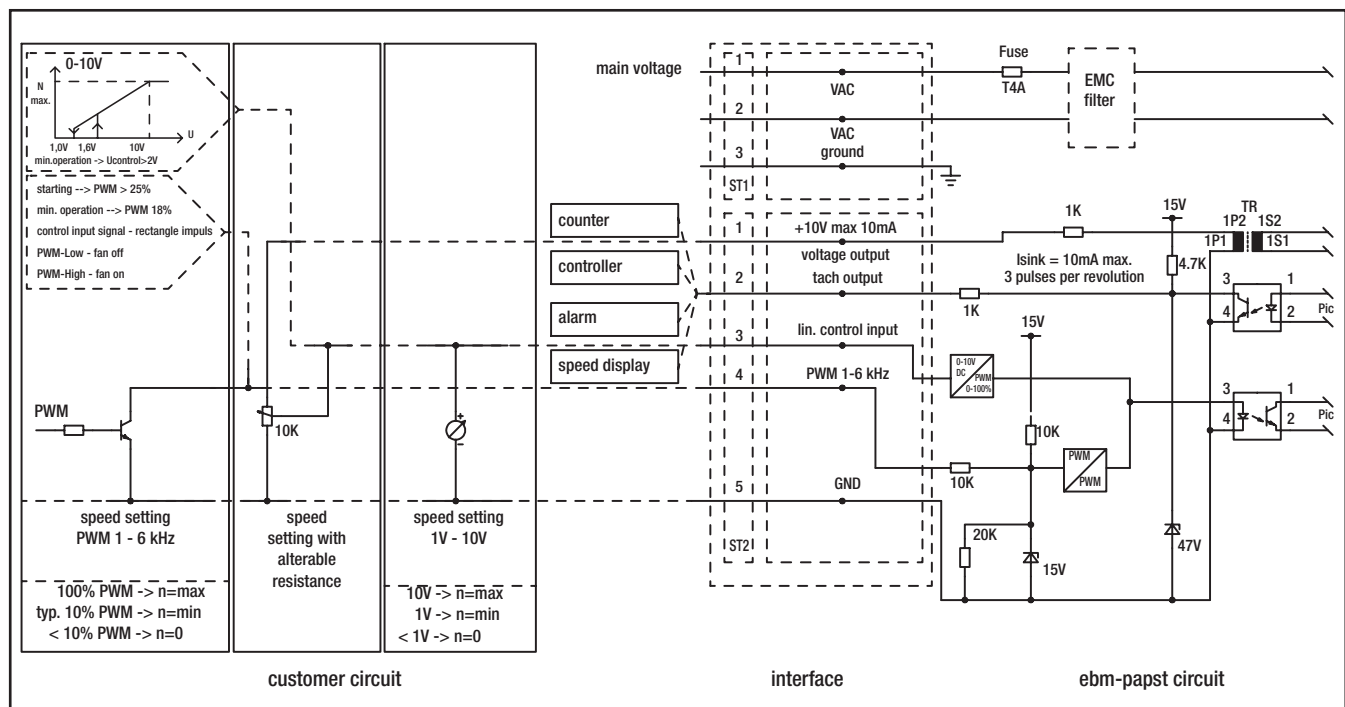 0-10V
N
max.
U
1,0V 1,6V 10V
min.operation -> Ucontrol>2V
starting --> PWM > 25%
min. operation --> PWM 18%
control input signal - rectangle impuls
PWM-Low - fan off
PWM-High - fan on
PWM
10K
+
-
speed setting
PWM 1 - 6 kHz
speed
setting with
alterable
resistance
speed setting
1V - 10V
100% PWM -> n=max
typ. 10% PWM -> n=min
< 10% PWM -> n=0
10V -> n=max
1V -> n=min
< 1V -> n=0
customer circuit
counter
controller
alarm
speed display
main voltage
1
VAC
2
VAC
3
ground
ST1
1
+10V max 10mA
voltage output
2
tach output
3
lin. control input
4
PWM 1-6 kHz
5
GND
ST2
interface
Fuse
T4A
EMC
filter
1K
15V
TR
1P2
1S2
1P1
1S1
Isink = 10mA max.
3 pulses per revolution
4.7K
1K
3
1
4
2
Pic
15V
0-10V
DC
PWM
0-100%
3
1
4
2
Pic
10K
10K
PWM
PWM
20K
15V
47V
ebm-papst circuit